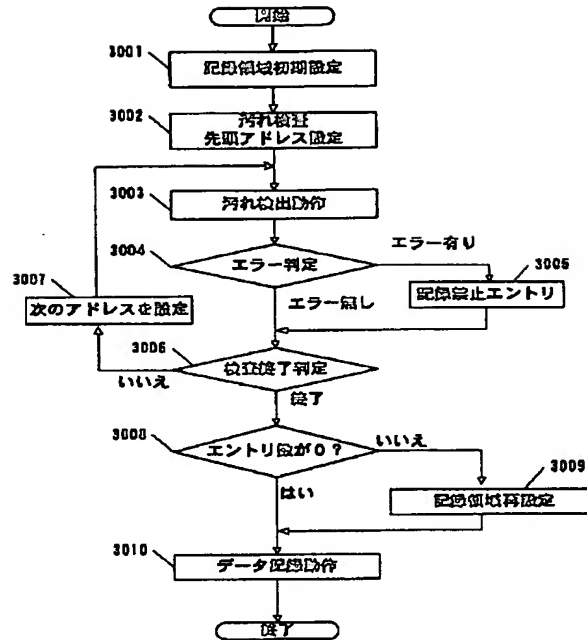 開始
3001
記録領域初期設定
3002
汚れ検査
先頭アドレス設定
3003
汚れ検出動作
3004
エラー判定
エラー有り
3005
記録禁止エントリ
エラー無し
3007
次のアドレスを設定
3006
検査終了判定
いいえ
終了
3008
エントリ数が0?
いいえ
3009
記録領域再設定
はい
3010
データ記録動作
終了